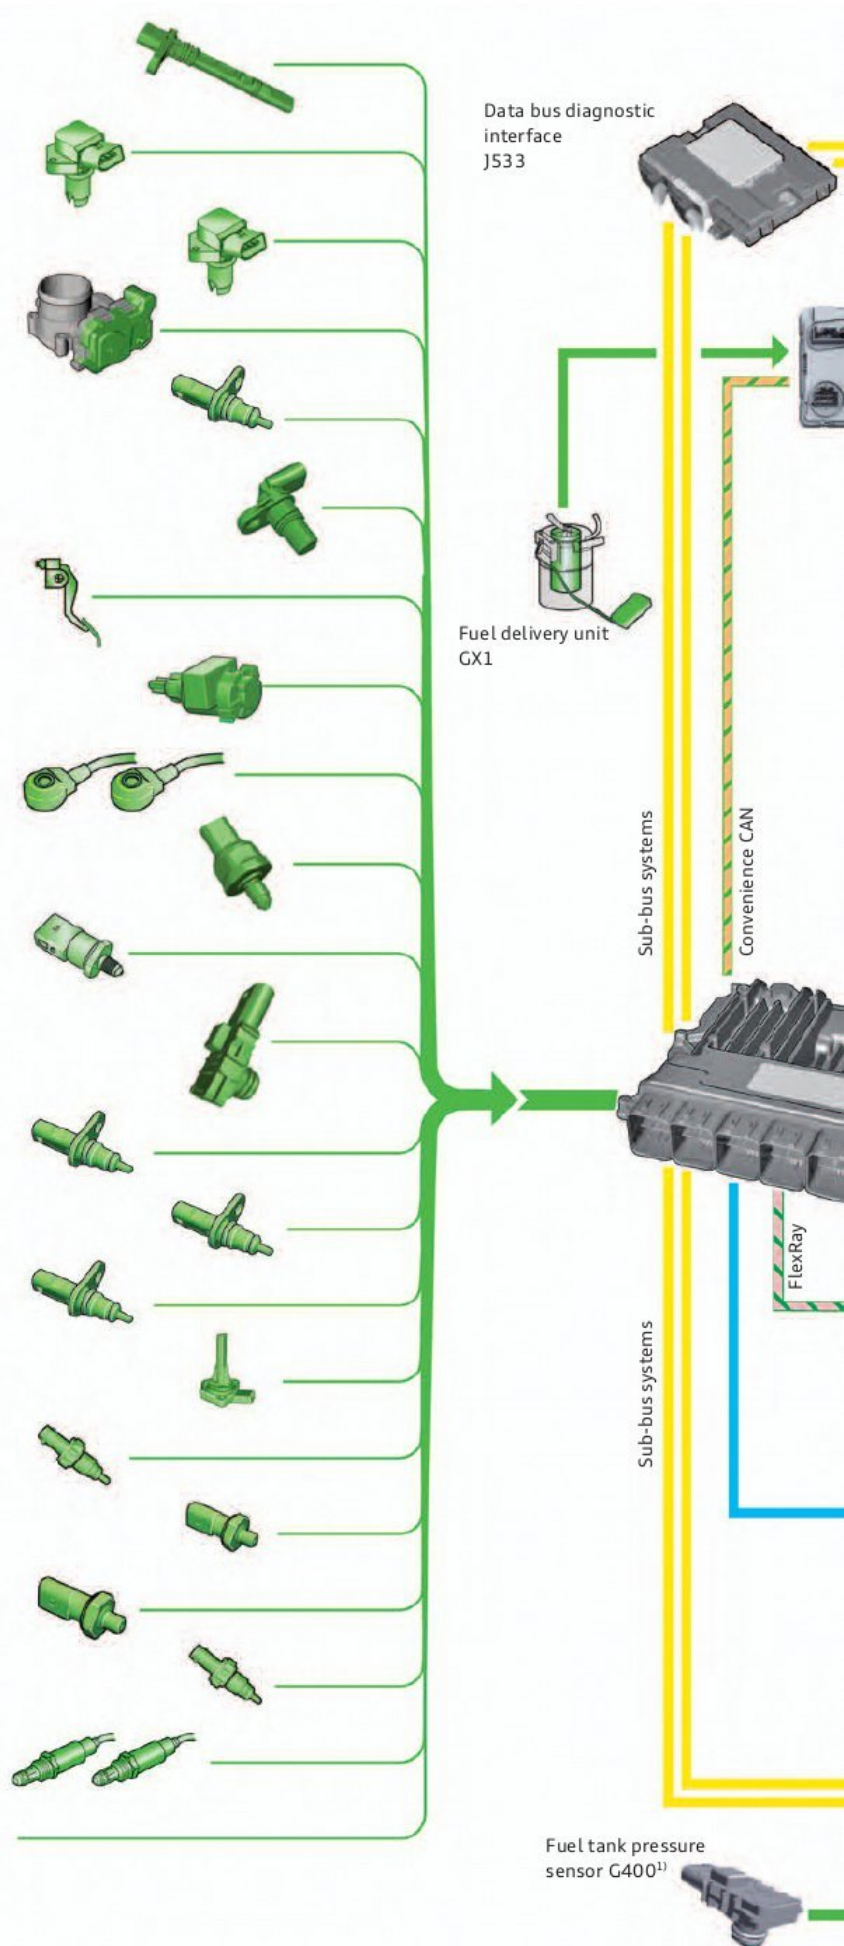 Data bus diagnostic
interface
J533
Fuel delivery unit
GX1
Sub-bus systems
Convenience CAN
FlexRay
Sub-bus systems
Fuel tank pressure
sensor G400¹⁾